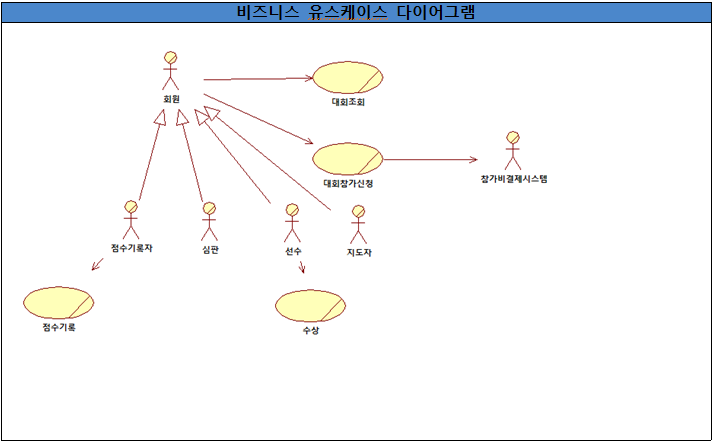 비즈니스 유스케이스 다이어그램
회원
대회조회
대회참가신청
참가비결제시스템
점수기록자
심판
선수
지도자
점수기록
수상